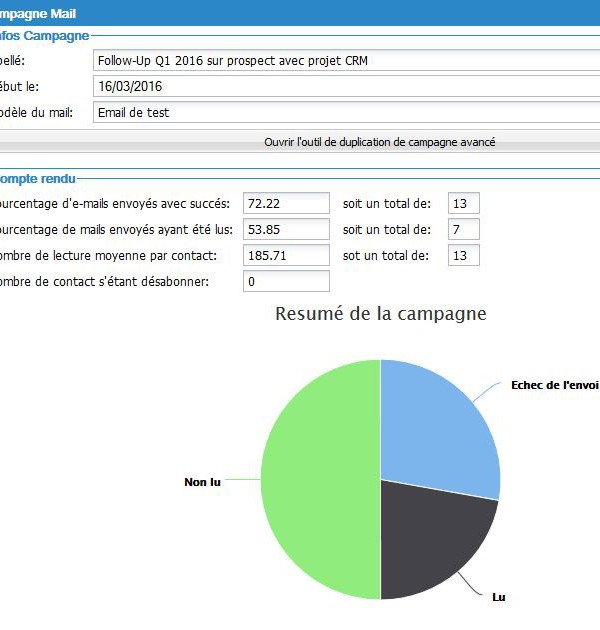 mpagne Mail
nfos Campagne
bellé: Follow-Up Q1 2016 sur prospect avec projet CRM
ébut le: 16/03/2016
odèle du mail: Email de test
Ouvrir l'outil de duplication de campagne avancé
ompte rendu
ourcentage d'e-mails envoyés avec succés: 72.22 soit un total de: 13
ourcentage de mails envoyés ayant été lus: 53.85 soit un total de: 7
ombre de lecture moyenne par contact: 185.71 sot un total de: 13
ombre de contact s'étant désabonner: 0
Resumé de la campagne
Echec de l'envoi
Non lu
Lu